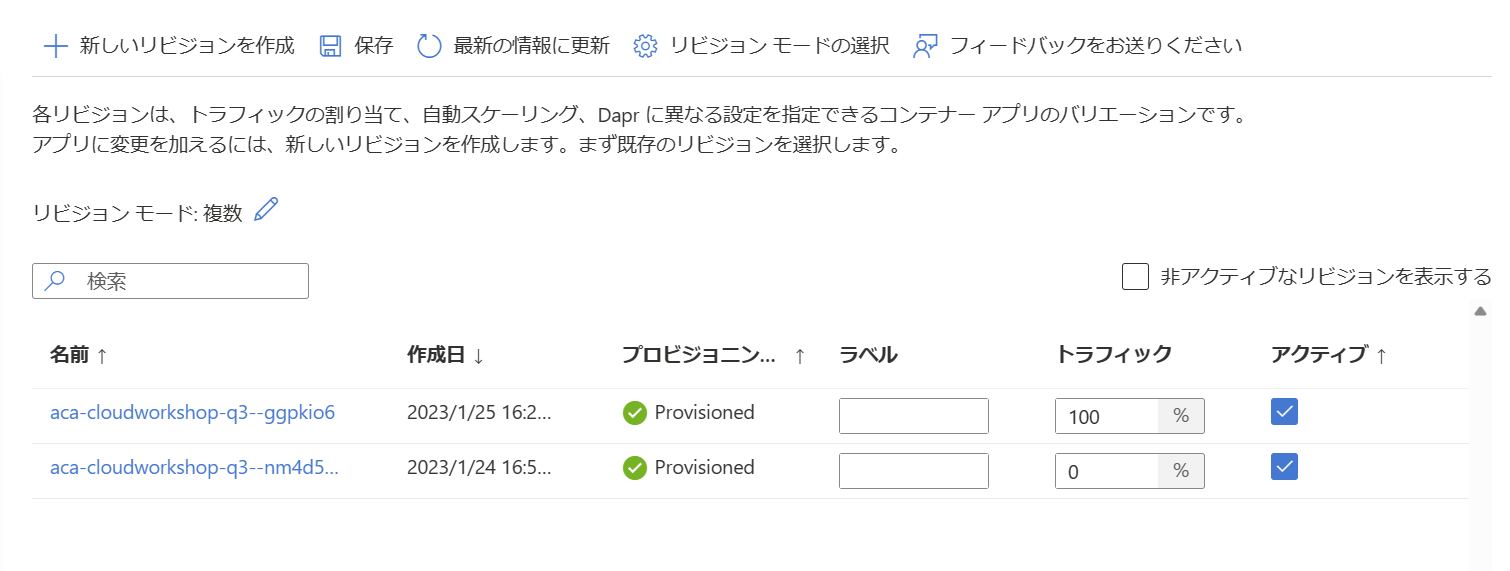 新しいリビジョンを作成 保存 最新の情報に更新 リビジョン モードの選択 フィードバックをお送りください
各リビジョンは、トラフィックの割り当て、自動スケーリング、Dapr に異なる設定を指定できるコンテナー アプリのバリエーションです。
アプリに変更を加えるには、新しいリビジョンを作成します。まず既存のリビジョンを選択します。
リビジョン モード: 複数
検索 非アクティブなリビジョンを表示する
名前 ↑ 作成日 ↓ プロビジョニン... ↑ ラベル トラフィック アクティブ ↑
aca-cloudworkshop-q3--ggpkio6 2023/1/25 16:2... Provisioned 100 %
aca-cloudworkshop-q3--nm4d5... 2023/1/24 16:5... Provisioned 0 %